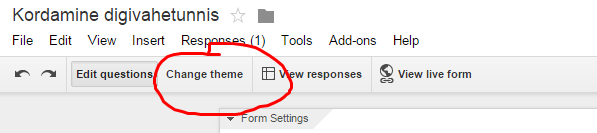 Kordamine digivahetunnis
File Edit View Insert Responses (1) Tools Add-ons Help
Edit questions Change theme View responses View live form
Form Settings